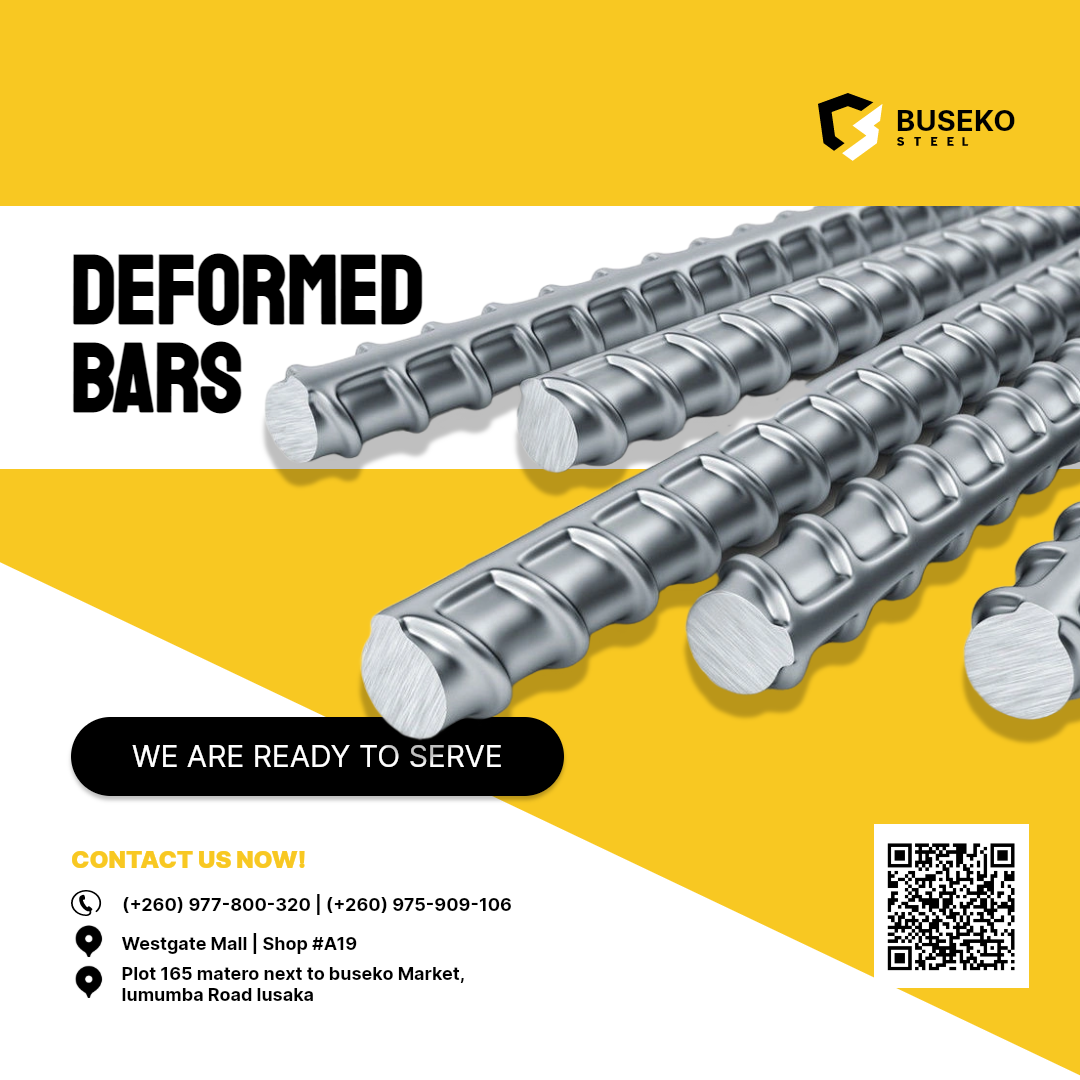 BUSEKO
STEEL
DEFORMED
BARS
WE ARE READY TO SERVE
CONTACT US NOW!
(+260) 977-800-320 | (+260) 975-909-106
Westgate Mall | Shop #A19
Plot 165 matero next to buseko Market,
lumumba Road lusaka